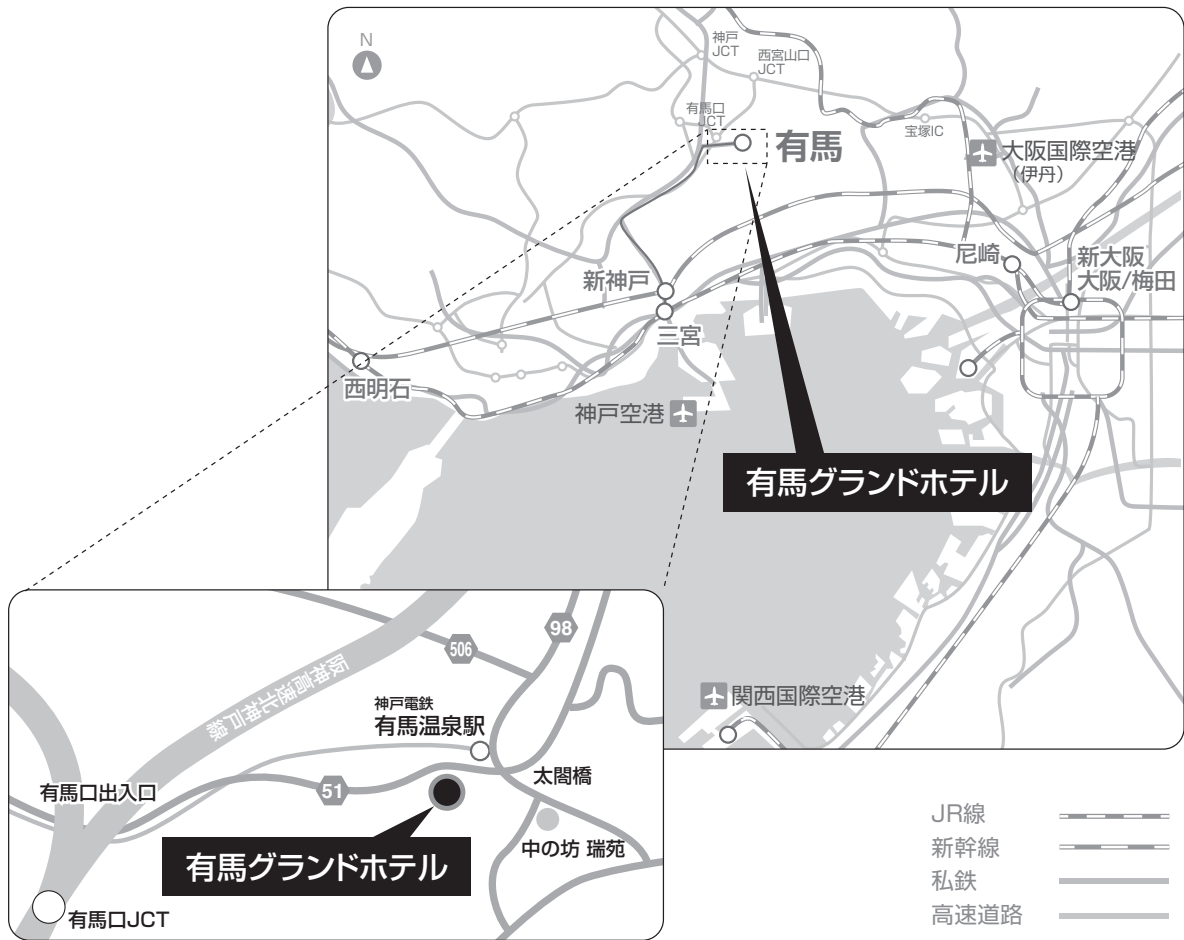 N
神戸
JCT
西宮山口
JCT
有馬口
JCT
宝塚IC
有馬
大阪国際空港
（伊丹）
尼崎
新大阪
大阪/梅田
新神戸
三宮
西明石
神戸空港
有馬グランドホテル
関西国際空港
阪神高速北神戸線
506
98
神戸電鉄
有馬温泉駅
太閤橋
有馬口出入口
51
有馬グランドホテル
中の坊 瑞苑
有馬口JCT
JR線
新幹線
私鉄
高速道路